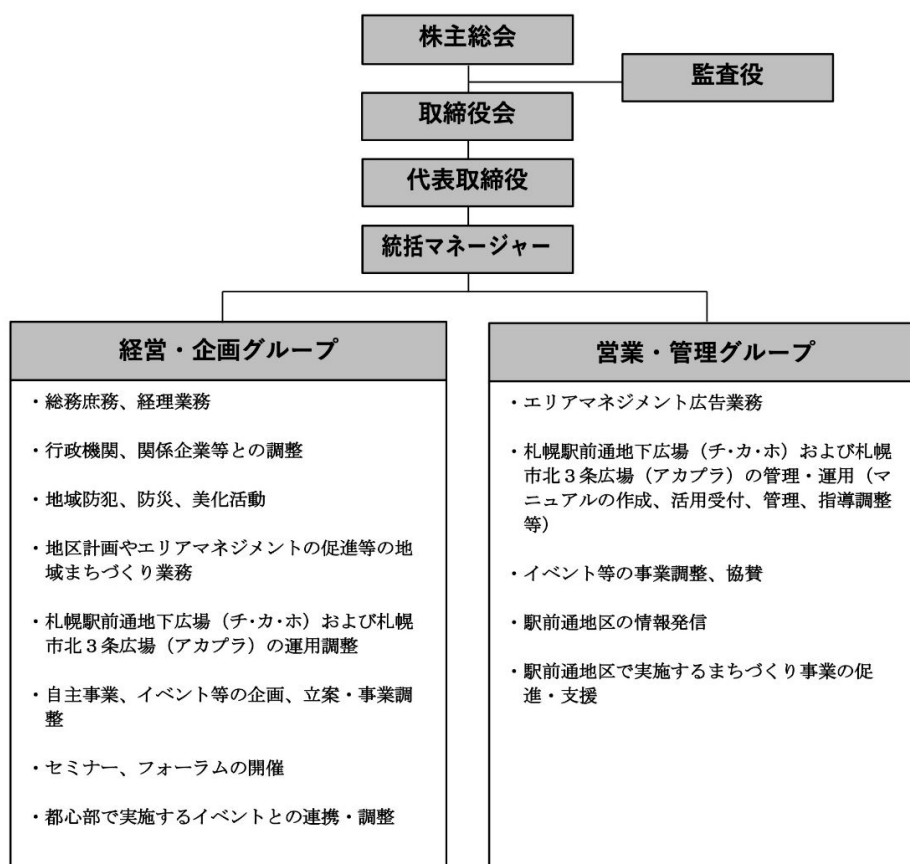 株主総会
監査役
取締役会
代表取締役
統括マネージャー
経営・企画グループ
・総務庶務、経理業務
・行政機関、関係企業等との調整
・地域防犯、防災、美化活動
・地区計画やエリアマネジメントの促進等の地
域まちづくり業務
・札幌駅前通地下広場（チ･カ･ホ）および札幌
市北３条広場（アカプラ）の運用調整
・自主事業、イベント等の企画、立案・事業調
整
・セミナー、フォーラムの開催
・都心部で実施するイベントとの連携・調整
営業・管理グループ
・エリアマネジメント広告業務
・札幌駅前通地下広場（チ･カ･ホ）および札幌
市北３条広場（アカプラ）の管理・運用（マ
ニュアルの作成、活用受付、管理、指導調整
等）
・イベント等の事業調整、協賛
・駅前通地区の情報発信
・駅前通地区で実施するまちづくり事業の促
進・支援